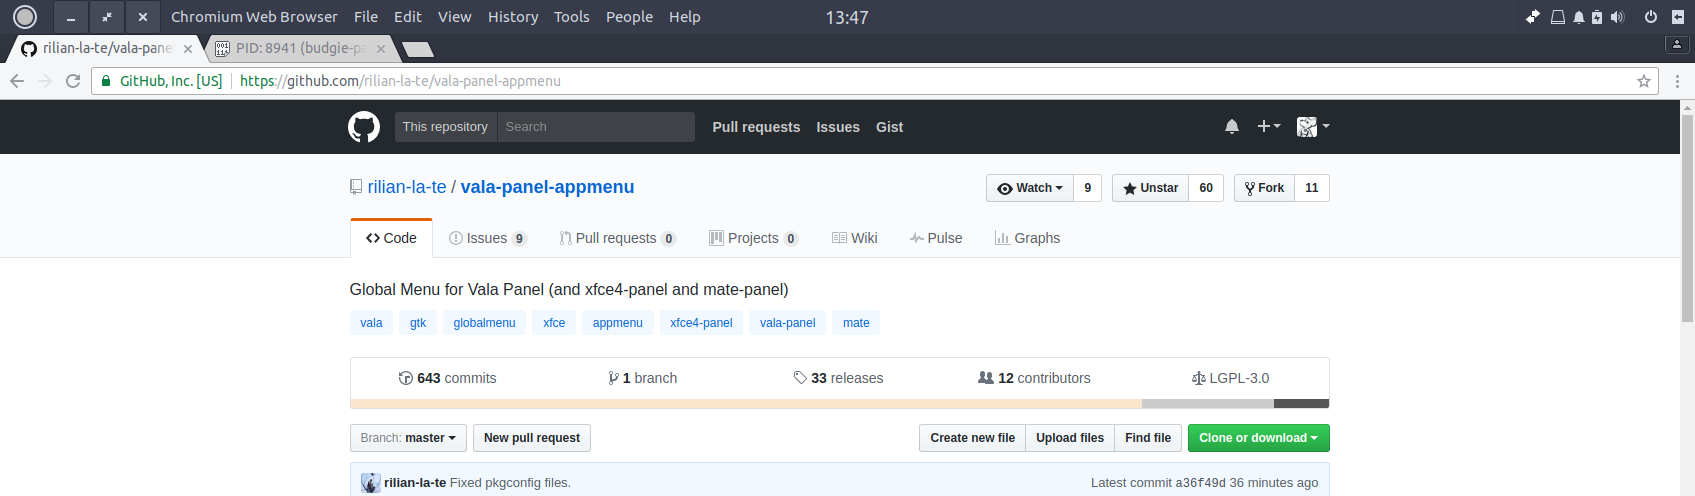 Chromium Web Browser File Edit View History Tools People Help 13:47
rilian-la-te/vala-panel PID: 8941 (budgie-pa
GitHub, Inc. [US] https://github.com/rilian-la-te/vala-panel-appmenu
This repository Search Pull requests Issues Gist
rilian-la-te / vala-panel-appmenu Watch 9 Unstar 60 Fork 11
Code Issues 9 Pull requests 0 Projects 0 Wiki Pulse Graphs
Global Menu for Vala Panel (and xfce4-panel and mate-panel)
vala gtk globalmenu xfce appmenu xfce4-panel vala-panel mate
643 commits 1 branch 33 releases 12 contributors LGPL-3.0
Branch: master New pull request Create new file Upload files Find file Clone or download
rilian-la-te Fixed pkgconfig files. Latest commit a36f49d 36 minutes ago